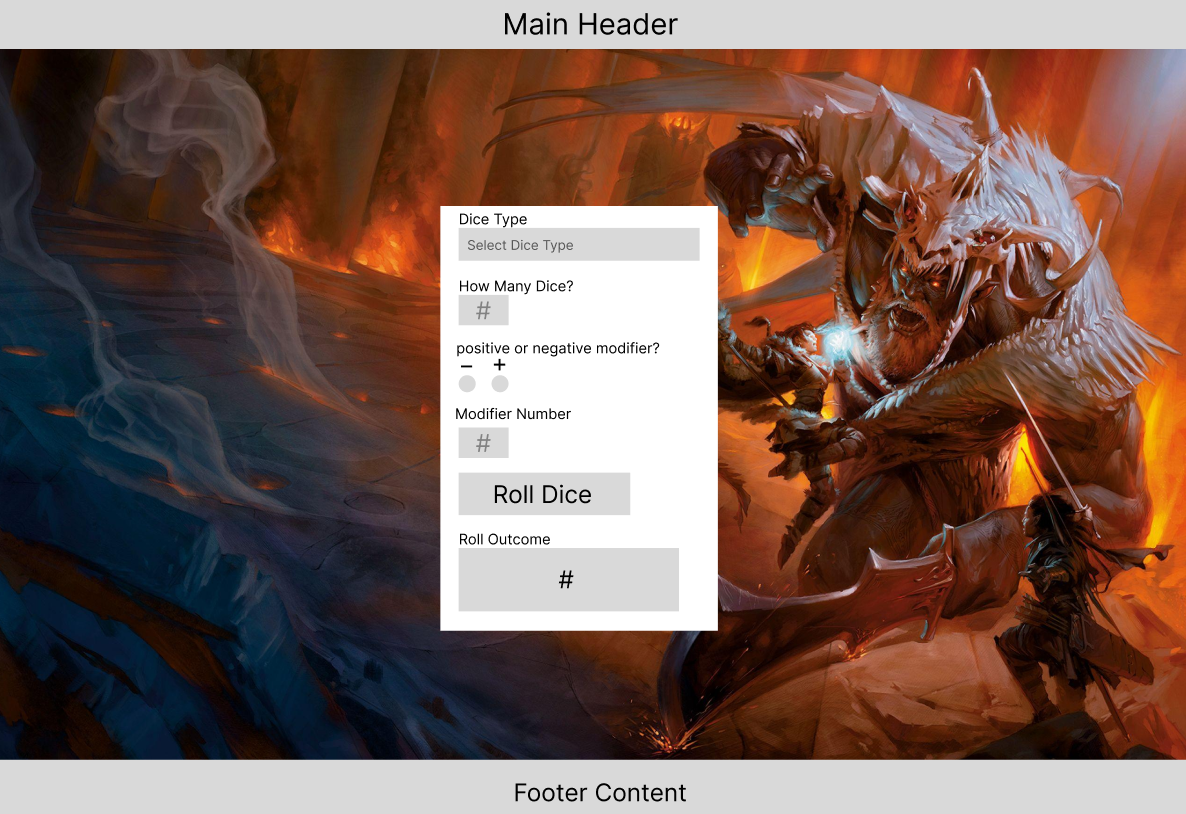 Main Header
Dice Type
Select Dice Type
How Many Dice?
#
positive or negative modifier?
− +
Modifier Number
#
Roll Dice
Roll Outcome
#
Footer Content